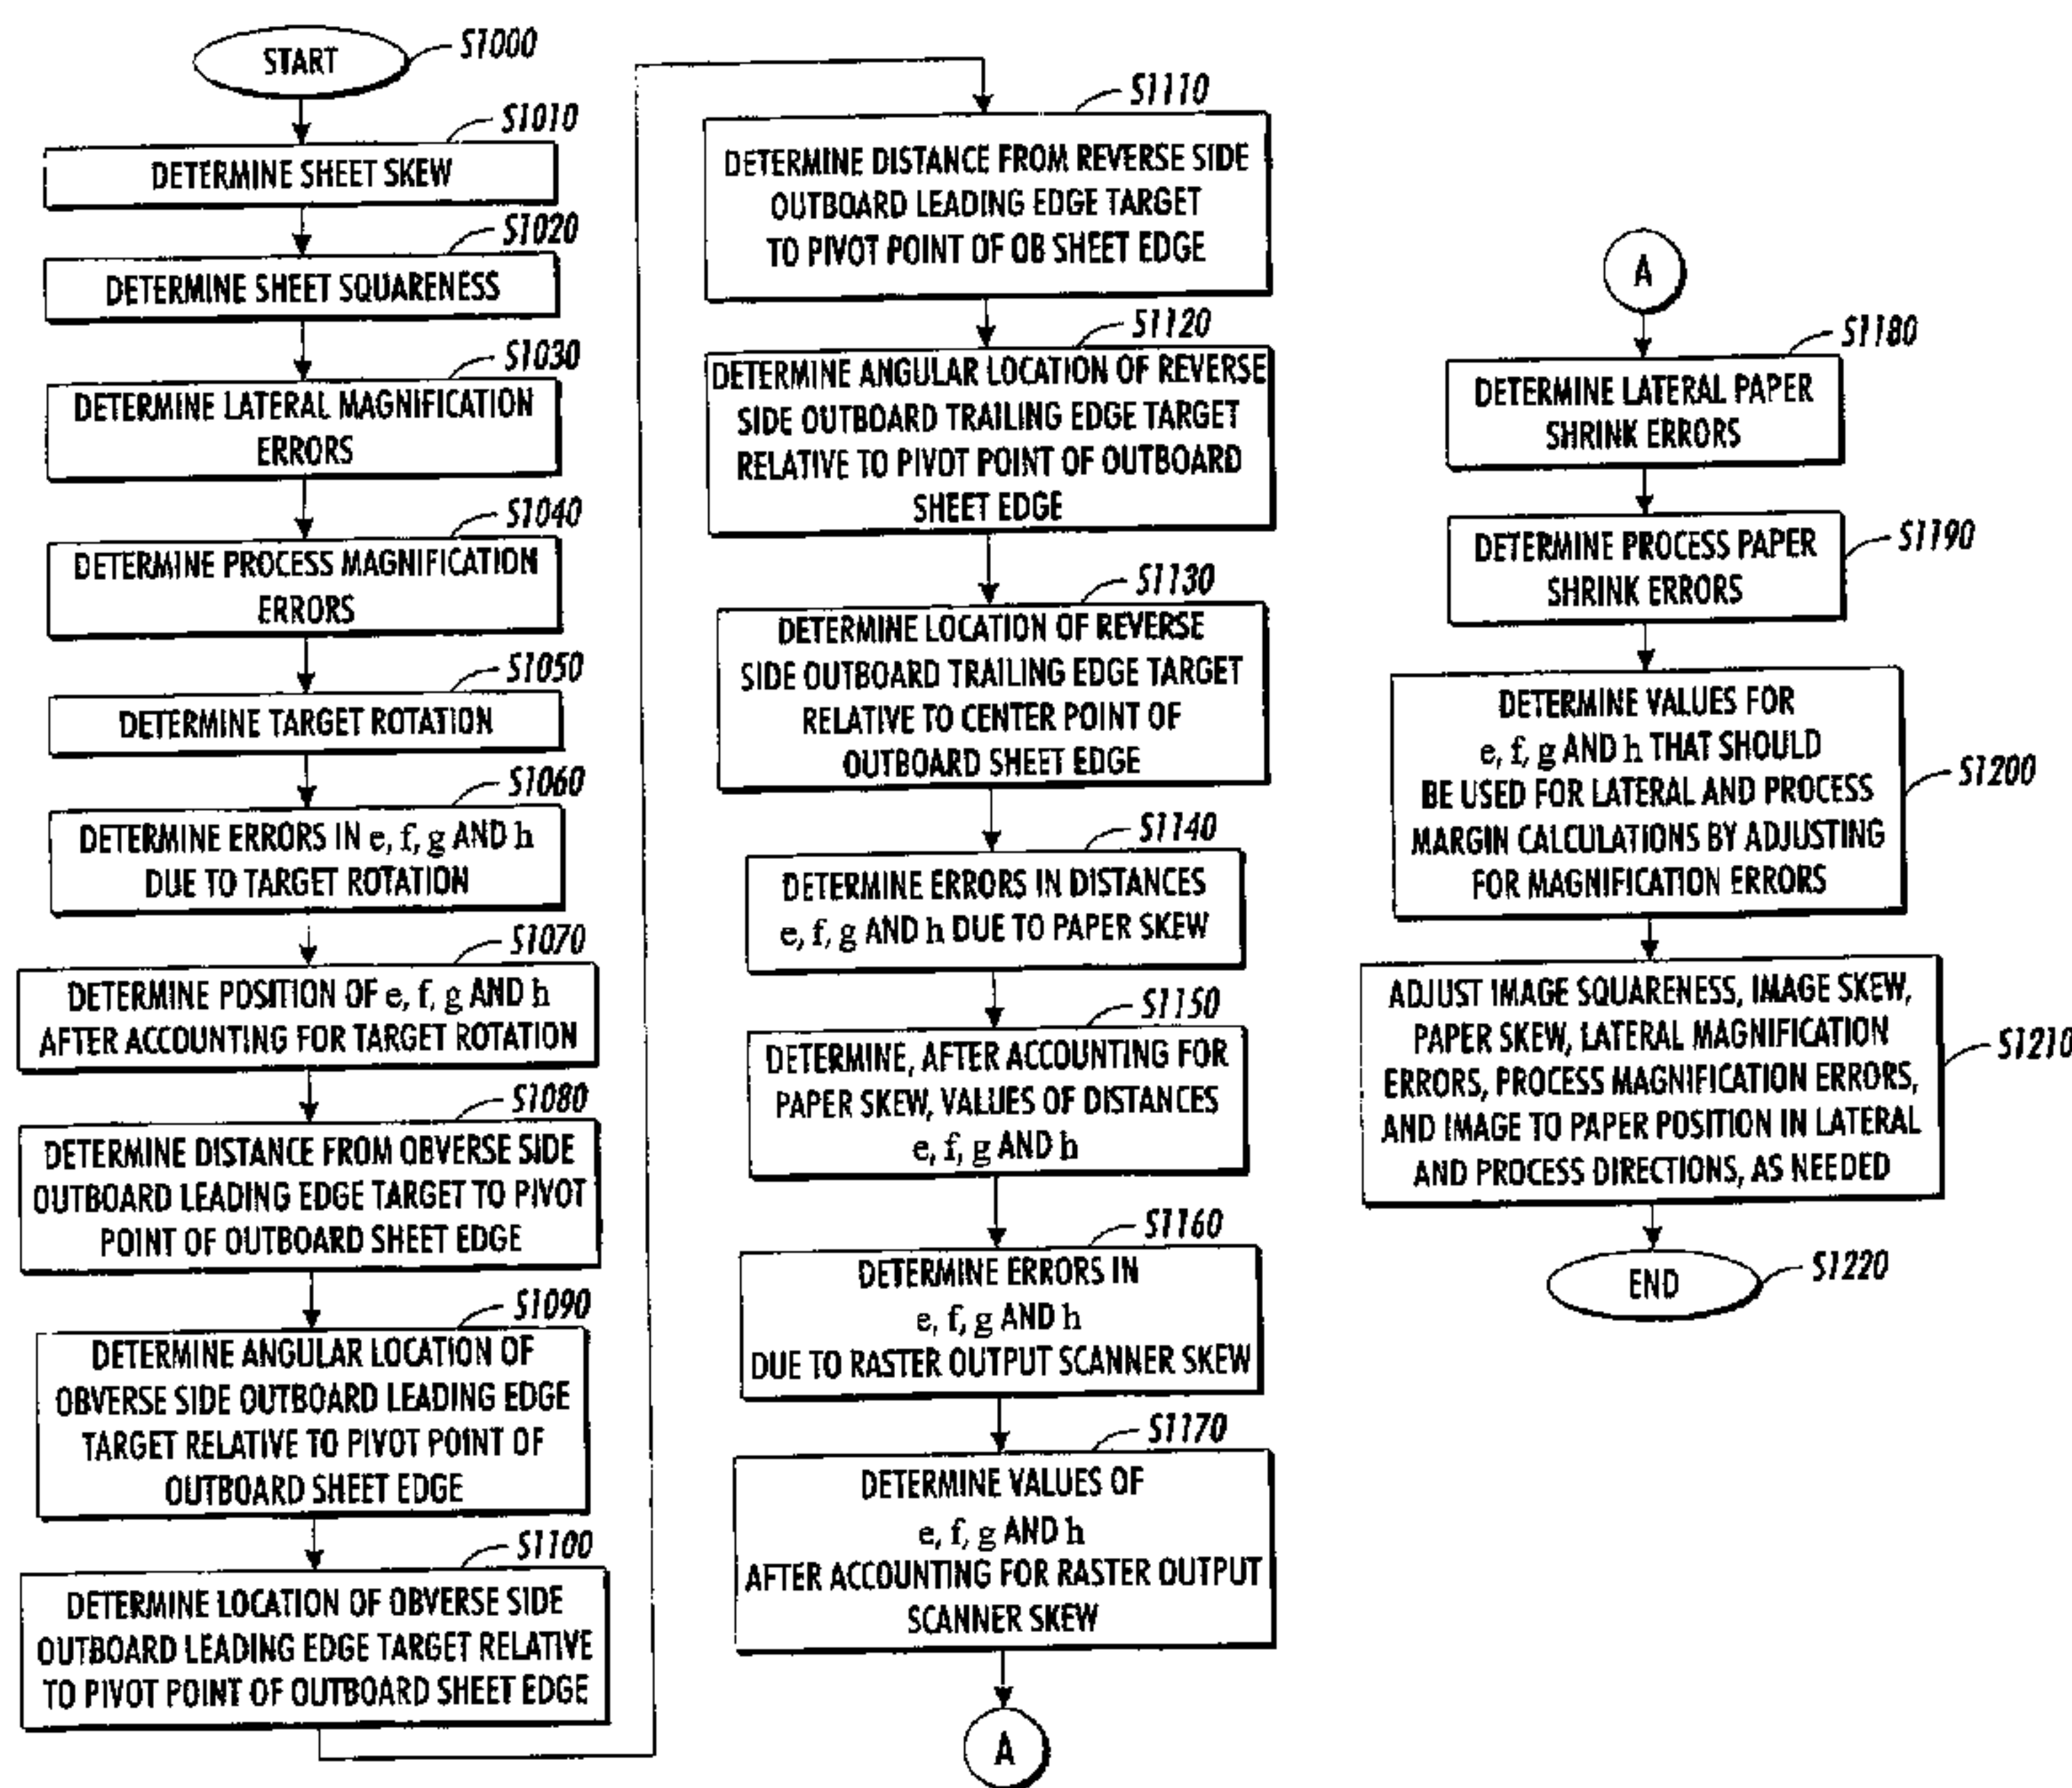 START
S1000
S1010
DETERMINE SHEET SKEW
S1020
DETERMINE SHEET SQUARENESS
S1030
DETERMINE LATERAL MAGNIFICATION
ERRORS
S1040
DETERMINE PROCESS MAGNIFICATION
ERRORS
S1050
DETERMINE TARGET ROTATION
S1060
DETERMINE ERRORS IN e, f, g AND h
DUE TO TARGET ROTATION
S1070
DETERMINE POSITION OF e, f, g AND h
AFTER ACCOUNTING FOR TARGET ROTATION
S1080
DETERMINE DISTANCE FROM OBVERSE SIDE
OUTBOARD LEADING EDGE TARGET TO PIVOT
POINT OF OUTBOARD SHEET EDGE
S1090
DETERMINE ANGULAR LOCATION OF
OBVERSE SIDE OUTBOARD LEADING EDGE
TARGET RELATIVE TO PIVOT POINT OF
OUTBOARD SHEET EDGE
S1100
DETERMINE LOCATION OF OBVERSE SIDE
OUTBOARD LEADING EDGE TARGET RELATIVE
TO PIVOT POINT OF OUTBOARD SHEET EDGE
S1110
DETERMINE DISTANCE FROM REVERSE SIDE
OUTBOARD LEADING EDGE TARGET
TO PIVOT POINT OF OB SHEET EDGE
S1120
DETERMINE ANGULAR LOCATION OF REVERSE
SIDE OUTBOARD TRAILING EDGE TARGET
RELATIVE TO PIVOT POINT OF OUTBOARD
SHEET EDGE
S1130
DETERMINE LOCATION OF REVERSE
SIDE OUTBOARD TRAILING EDGE TARGET
RELATIVE TO CENTER POINT OF
OUTBOARD SHEET EDGE
S1140
DETERMINE ERRORS IN DISTANCES
e, f, g AND h DUE TO PAPER SKEW
S1150
DETERMINE, AFTER ACCOUNTING FOR
PAPER SKEW, VALUES OF DISTANCES
e, f, g AND h
S1160
DETERMINE ERRORS IN
e, f, g AND h
DUE TO RASTER OUTPUT SCANNER SKEW
S1170
DETERMINE VALUES OF
e, f, g AND h
AFTER ACCOUNTING FOR RASTER OUTPUT
SCANNER SKEW
A
A
S1180
DETERMINE LATERAL PAPER
SHRINK ERRORS
S1190
DETERMINE PROCESS PAPER
SHRINK ERRORS
DETERMINE VALUES FOR
e, f, g AND h THAT SHOULD
BE USED FOR LATERAL AND PROCESS
MARGIN CALCULATIONS BY ADJUSTING
FOR MAGNIFICATION ERRORS
S1200
ADJUST IMAGE SQUARENESS, IMAGE SKEW,
PAPER SKEW, LATERAL MAGNIFICATION
ERRORS, PROCESS MAGNIFICATION ERRORS,
AND IMAGE TO PAPER POSITION IN LATERAL
AND PROCESS DIRECTIONS, AS NEEDED
S1210
END
S1220